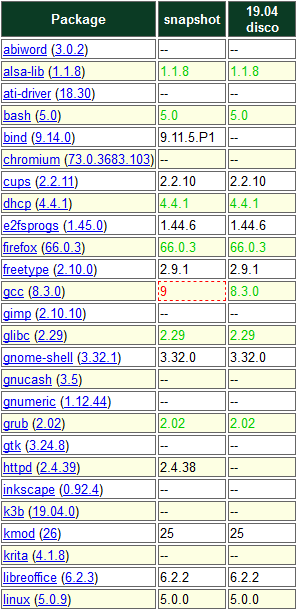 Package snapshot 19.04 disco
abiword (3.0.2) -- --
alsa-lib (1.1.8) 1.1.8 1.1.8
ati-driver (18.30) -- --
bash (5.0) 5.0 5.0
bind (9.14.0) 9.11.5.P1 --
chromium (73.0.3683.103) -- --
cups (2.2.11) 2.2.10 2.2.10
dhcp (4.4.1) 4.4.1 4.4.1
e2fsprogs (1.45.0) 1.44.6 1.44.6
firefox (66.0.3) 66.0.3 66.0.3
freetype (2.10.0) 2.9.1 2.9.1
gcc (8.3.0) 9 8.3.0
gimp (2.10.10) -- --
glibc (2.29) 2.29 2.29
gnome-shell (3.32.1) 3.32.0 3.32.0
gnucash (3.5) -- --
gnumeric (1.12.44) -- --
grub (2.02) 2.02 2.02
gtk (3.24.8) -- --
httpd (2.4.39) 2.4.38 --
inkscape (0.92.4) -- --
k3b (19.04.0) -- --
kmod (26) 25 25
krita (4.1.8) -- --
libreoffice (6.2.3) 6.2.2 6.2.2
linux (5.0.9) 5.0.0 5.0.0